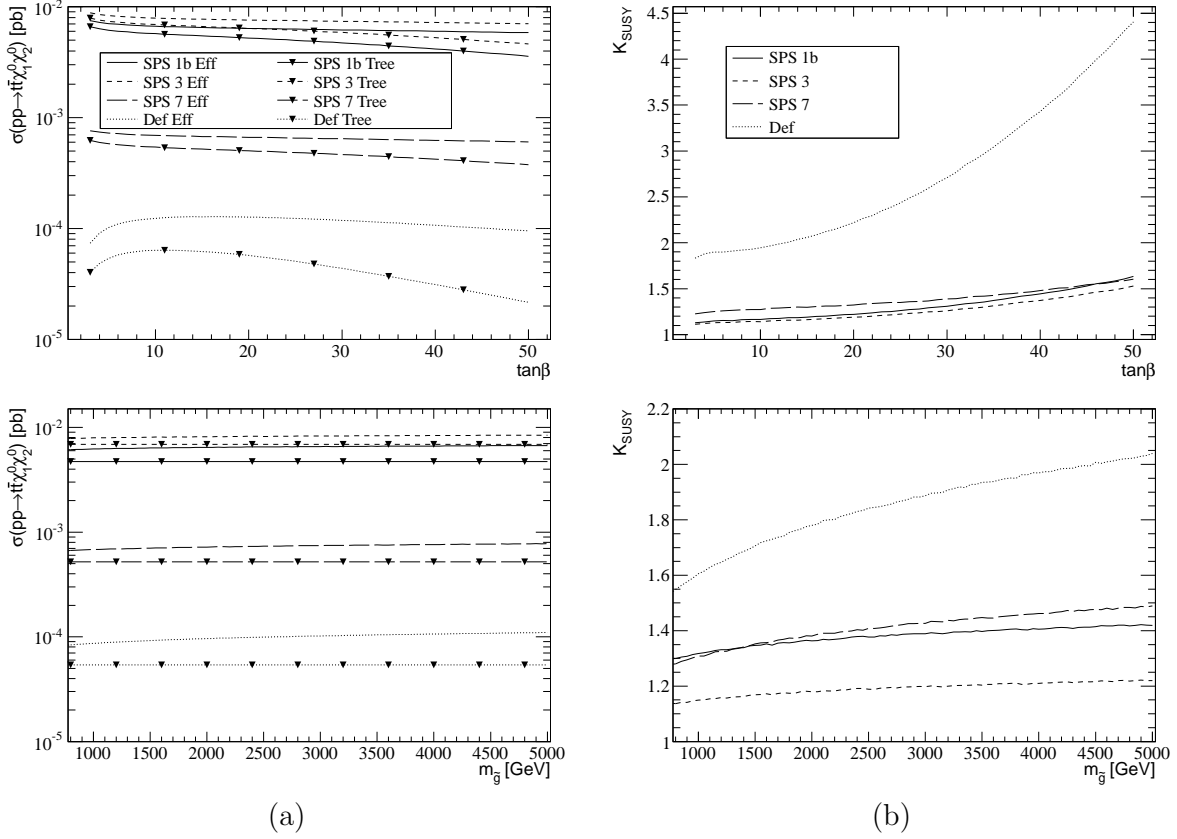 σ(pp→tt̄χ⁰₁χ⁰₂) [pb]
10⁻²
10⁻³
10⁻⁴
10⁻⁵
SPS 1b Eff SPS 1b Tree
SPS 3 Eff SPS 3 Tree
SPS 7 Eff SPS 7 Tree
Def Eff Def Tree
10 20 30 40 50
tanβ
K_SUSY
4.5
4
3.5
3
2.5
2
1.5
1
SPS 1b
SPS 3
SPS 7
Def
10 20 30 40 50
tanβ
σ(pp→tt̄χ⁰₁χ⁰₂) [pb]
10⁻²
10⁻³
10⁻⁴
10⁻⁵
1000 1500 2000 2500 3000 3500 4000 4500 5000
m_g̃ [GeV]
K_SUSY
2.2
2
1.8
1.6
1.4
1.2
1
1000 1500 2000 2500 3000 3500 4000 4500 5000
m_g̃ [GeV]
(a) (b)